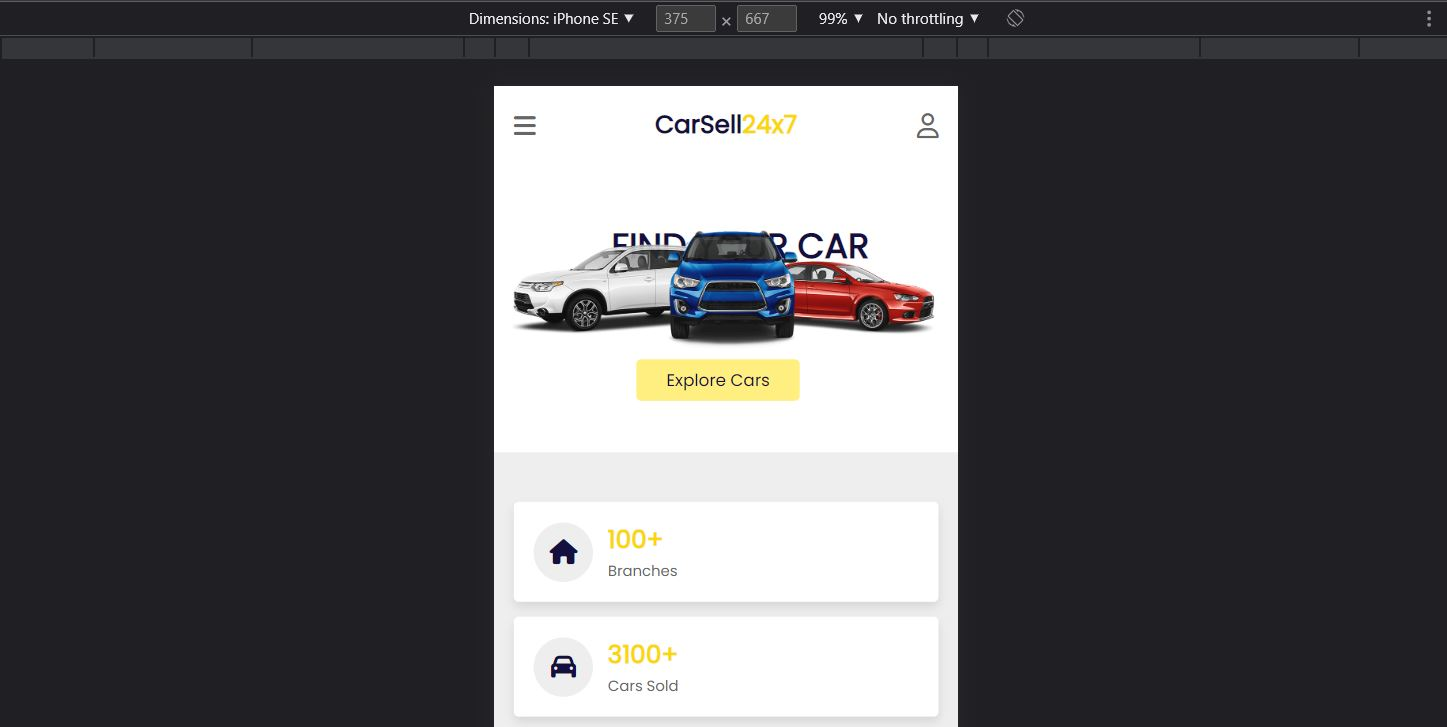 Dimensions: iPhone SE ▼ 375 × 667 99% ▼ No throttling ▼
CarSell24x7
FIND R CAR
Explore Cars
100+
Branches
3100+
Cars Sold